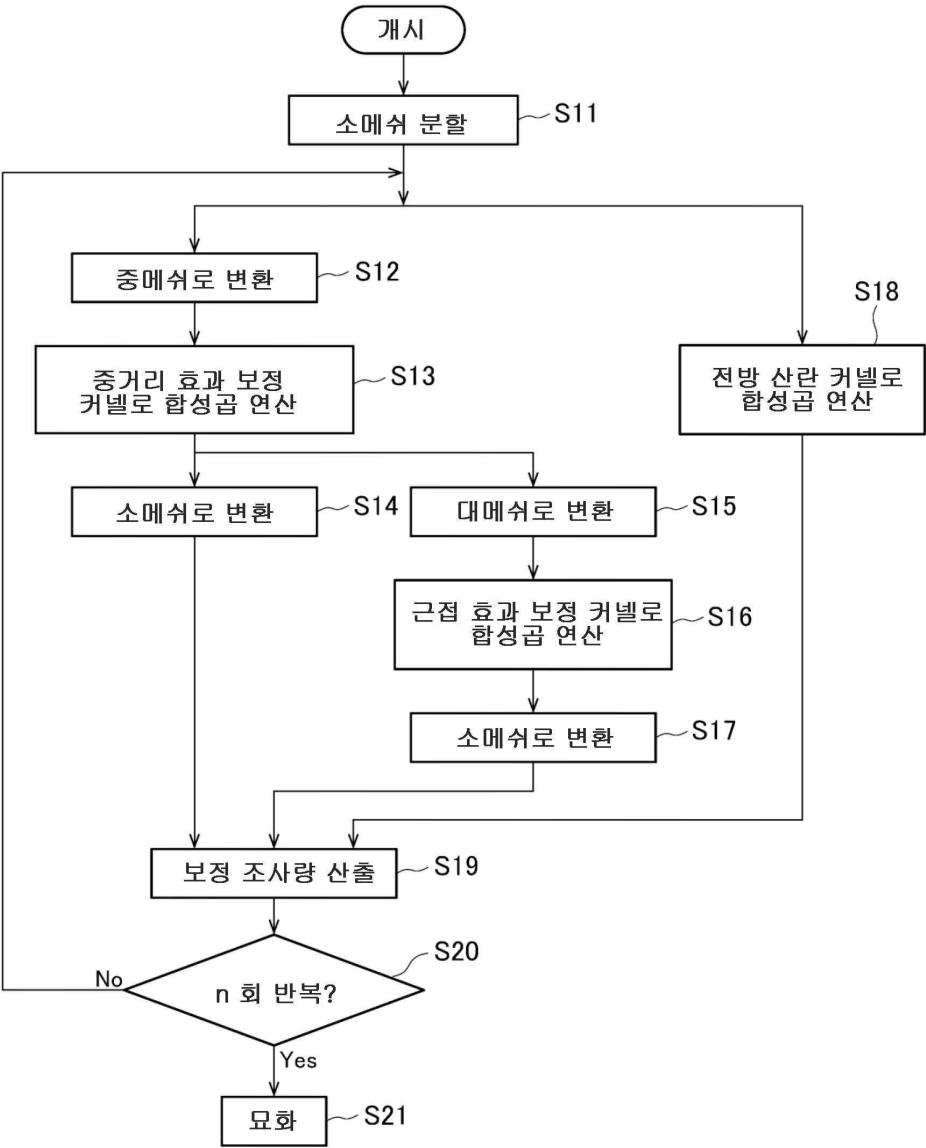 개시
소메쉬 분할
S11
중메쉬로 변환
S12
중거리 효과 보정
커넬로 합성곱 연산
S13
전방 산란 커넬로
합성곱 연산
S18
소메쉬로 변환
S14
대메쉬로 변환
S15
근접 효과 보정 커넬로
합성곱 연산
S16
소메쉬로 변환
S17
보정 조사량 산출
S19
n 회 반복?
S20
No
Yes
묘화
S21